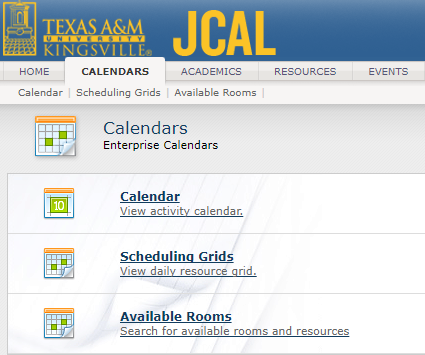 TEXAS A&M
UNIVERSITY
KINGSVILLE®
JCAL
HOME CALENDARS ACADEMICS RESOURCES EVENTS
Calendar | Scheduling Grids | Available Rooms |
Calendars
Enterprise Calendars
10
Calendar
View activity calendar.
Scheduling Grids
View daily resource grid.
Available Rooms
Search for available rooms and resources